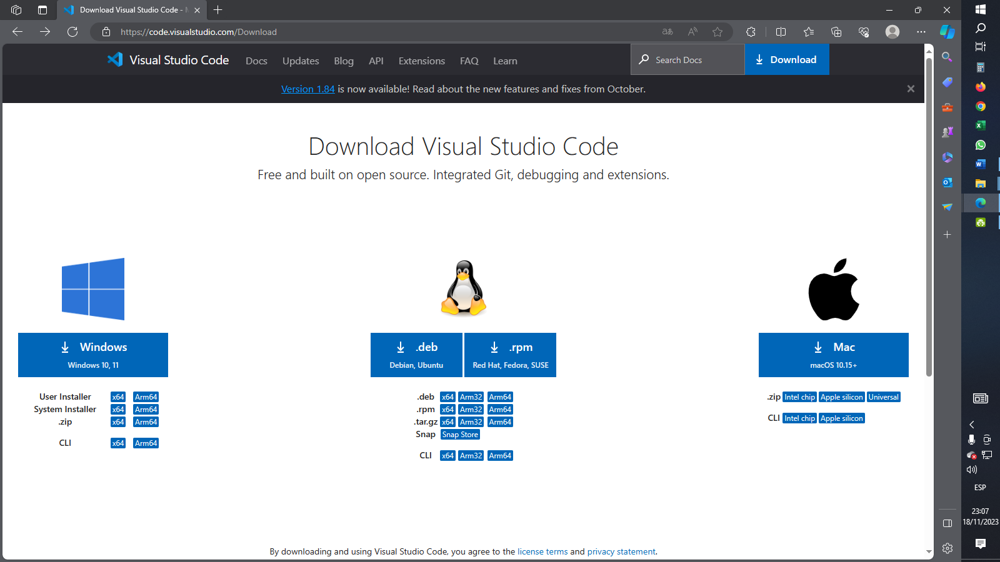 Download Visual Studio Code - M
https://code.visualstudio.com/Download
Visual Studio Code
Docs
Updates
Blog
API
Extensions
FAQ
Learn
Search Docs
Download
Version 1.84 is now available! Read about the new features and fixes from October.
Download Visual Studio Code
Free and built on open source. Integrated Git, debugging and extensions.
Windows
Windows 10, 11
User Installer x64 Arm64
System Installer x64 Arm64
.zip x64 Arm64
CLI x64 Arm64
.deb
Debian, Ubuntu
.rpm
Red Hat, Fedora, SUSE
.deb x64 Arm32 Arm64
.rpm x64 Arm32 Arm64
.tar.gz x64 Arm32 Arm64
Snap Snap Store
CLI x64 Arm32 Arm64
Mac
macOS 10.15+
.zip Intel chip Apple silicon Universal
CLI Intel chip Apple silicon
By downloading and using Visual Studio Code, you agree to the license terms and privacy statement.
ESP
23:07
18/11/2023